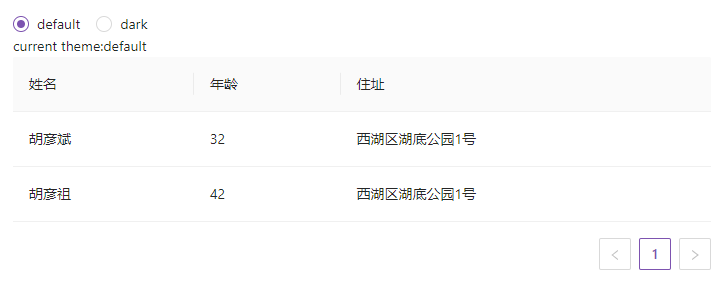 default dark
current theme:default
姓名 年龄 住址
胡彦斌 32 西湖区湖底公园1号
胡彦祖 42 西湖区湖底公园1号
< 1 >